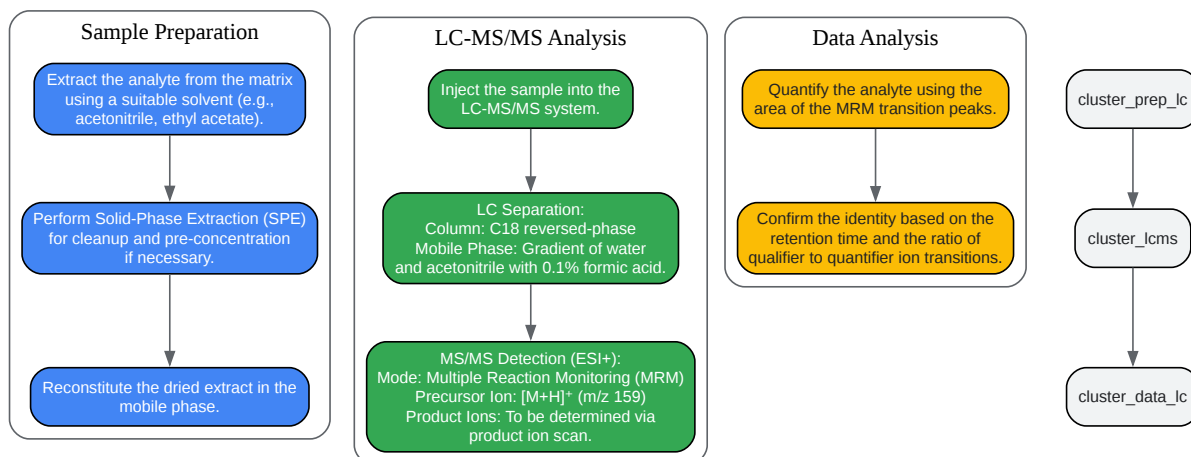 Sample Preparation
Extract the analyte from the matrix
using a suitable solvent (e.g.,
acetonitrile, ethyl acetate).
Perform Solid-Phase Extraction (SPE)
for cleanup and pre-concentration
if necessary.
Reconstitute the dried extract in the
mobile phase.
LC-MS/MS Analysis
Inject the sample into the
LC-MS/MS system.
LC Separation:
Column: C18 reversed-phase
Mobile Phase: Gradient of water
and acetonitrile with 0.1% formic acid.
MS/MS Detection (ESI+):
Mode: Multiple Reaction Monitoring (MRM)
Precursor Ion: [M+H]⁺ (m/z 159)
Product Ions: To be determined via
product ion scan.
Data Analysis
Quantify the analyte using the
area of the MRM transition peaks.
Confirm the identity based on the
retention time and the ratio of
qualifier to quantifier ion transitions.
cluster_prep_lc
cluster_lcms
cluster_data_lc